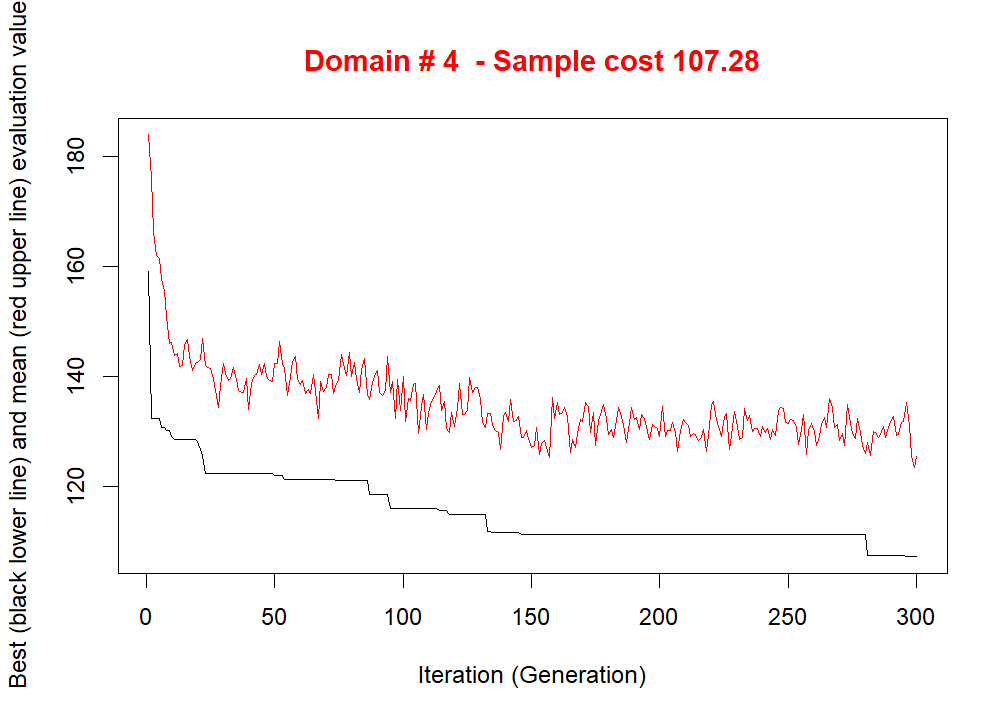 Domain # 4  - Sample cost 107.28
Best (black lower line) and mean (red upper line) evaluation value
180
160
140
120
0 50 100 150 200 250 300
Iteration (Generation)